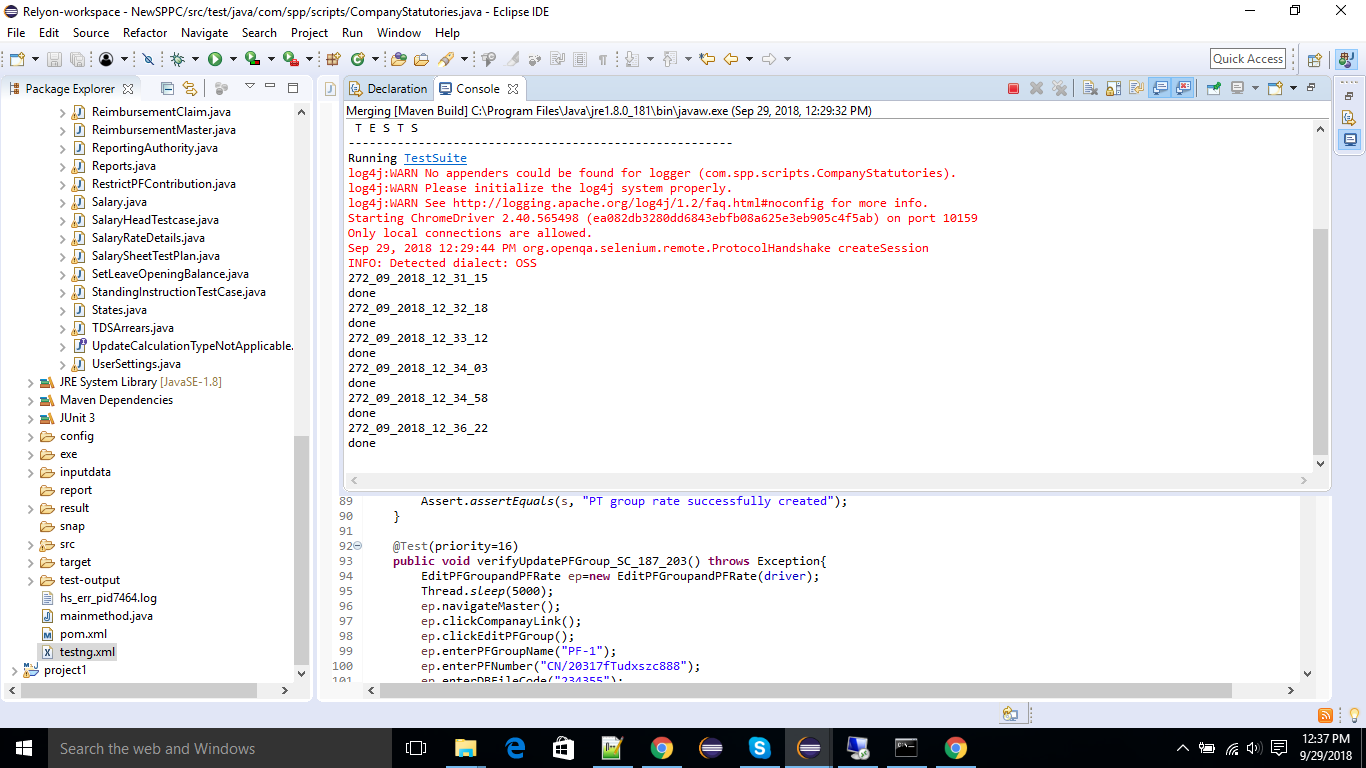 Relyon-workspace - NewSPPC/src/test/java/com/spp/scripts/CompanyStatutories.java - Eclipse IDE
File Edit Source Refactor Navigate Search Project Run Window Help
Quick Access
Package Explorer
ReimbursementClaim.java
ReimbursementMaster.java
ReportingAuthority.java
Reports.java
RestrictPFContribution.java
Salary.java
SalaryHeadTestcase.java
SalaryRateDetails.java
SalarySheetTestPlan.java
SetLeaveOpeningBalance.java
StandingInstructionTestCase.java
States.java
TDSArrears.java
UpdateCalculationTypeNotApplicable.
UserSettings.java
JRE System Library [JavaSE-1.8]
Maven Dependencies
JUnit 3
config
exe
inputdata
report
result
snap
src
target
test-output
hs_err_pid7464.log
mainmethod.java
pom.xml
testng.xml
project1
Declaration Console
Merging [Maven Build] C:\Program Files\Java\jre1.8.0_181\bin\javaw.exe (Sep 29, 2018, 12:29:32 PM)
T E S T S
-------------------------------------------------------
Running TestSuite
log4j:WARN No appenders could be found for logger (com.spp.scripts.CompanyStatutories).
log4j:WARN Please initialize the log4j system properly.
log4j:WARN See http://logging.apache.org/log4j/1.2/faq.html#noconfig for more info.
Starting ChromeDriver 2.40.565498 (ea082db3280dd6843ebfb08a625e3eb905c4f5ab) on port 10159
Only local connections are allowed.
Sep 29, 2018 12:29:44 PM org.openqa.selenium.remote.ProtocolHandshake createSession
INFO: Detected dialect: OSS
272_09_2018_12_31_15
done
272_09_2018_12_32_18
done
272_09_2018_12_33_12
done
272_09_2018_12_34_03
done
272_09_2018_12_34_58
done
272_09_2018_12_36_22
done
89 Assert.assertEquals(s, "PT group rate successfully created");
90 }
91
92 @Test(priority=16)
93 public void verifyUpdatePFGroup_SC_187_203() throws Exception{
94 EditPFGroupandPFRate ep=new EditPFGroupandPFRate(driver);
95 Thread.sleep(5000);
96 ep.navigateMaster();
97 ep.clickCompanayLink();
98 ep.clickEditPFGroup();
99 ep.enterPFGroupName("PF-1");
100 ep.enterPFNumber("CN/20317fTudxszc888");
101 ep.enterDBFileCode("234355");
Search the web and Windows
12:37 PM
9/29/2018